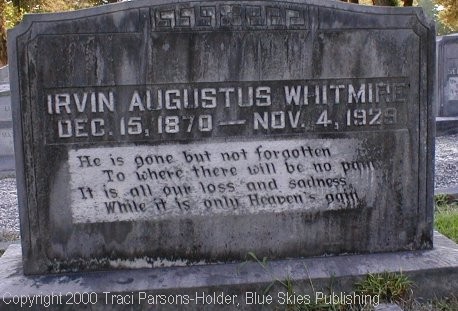 IRVIN AUGUSTUS WHITMIRE
DEC. 15, 1870 — NOV. 4, 1929
He is gone but not forgotten
To where there will be no pain
It is all our loss and sadness,
While it is only Heaven's gain.
Copyright 2000 Traci Parsons-Holder, Blue Skies Publishing